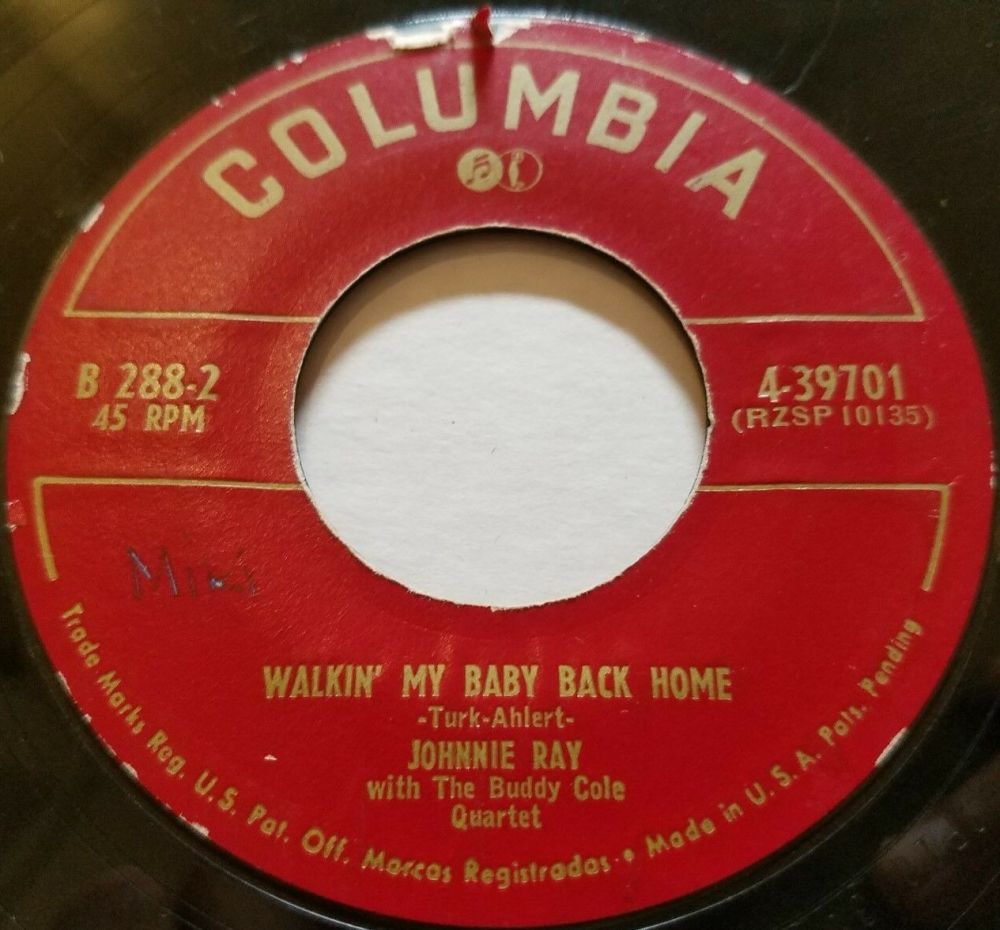 COLUMBIA
B 288-2
45 RPM
4-39701
(RZSP 10135)
WALKIN' MY BABY BACK HOME
-Turk-Ahlert-
JOHNNIE RAY
with The Buddy Cole
Quartet
Trade Marks Reg. U.S. Pat. Off. Marcas Registradas • Made in U.S.A. Pats. Pending